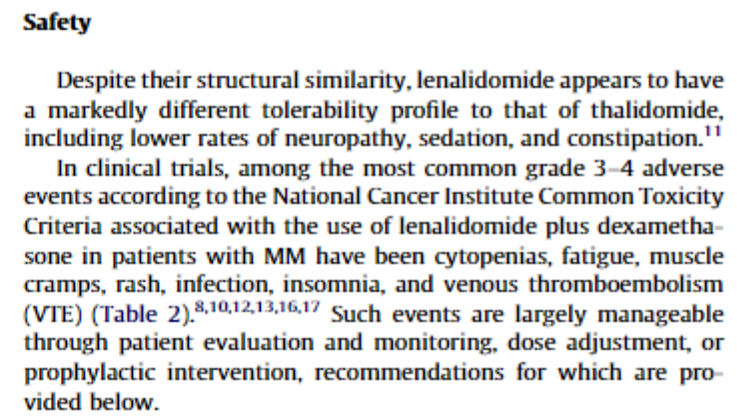 Safety
Despite their structural similarity, lenalidomide appears to have
a markedly different tolerability profile to that of thalidomide,
including lower rates of neuropathy, sedation, and constipation.11
In clinical trials, among the most common grade 3–4 adverse
events according to the National Cancer Institute Common Toxicity
Criteria associated with the use of lenalidomide plus dexametha-
sone in patients with MM have been cytopenias, fatigue, muscle
cramps, rash, infection, insomnia, and venous thromboembolism
(VTE) (Table 2).8,10,12,13,16,17 Such events are largely manageable
through patient evaluation and monitoring, dose adjustment, or
prophylactic intervention, recommendations for which are pro-
vided below.